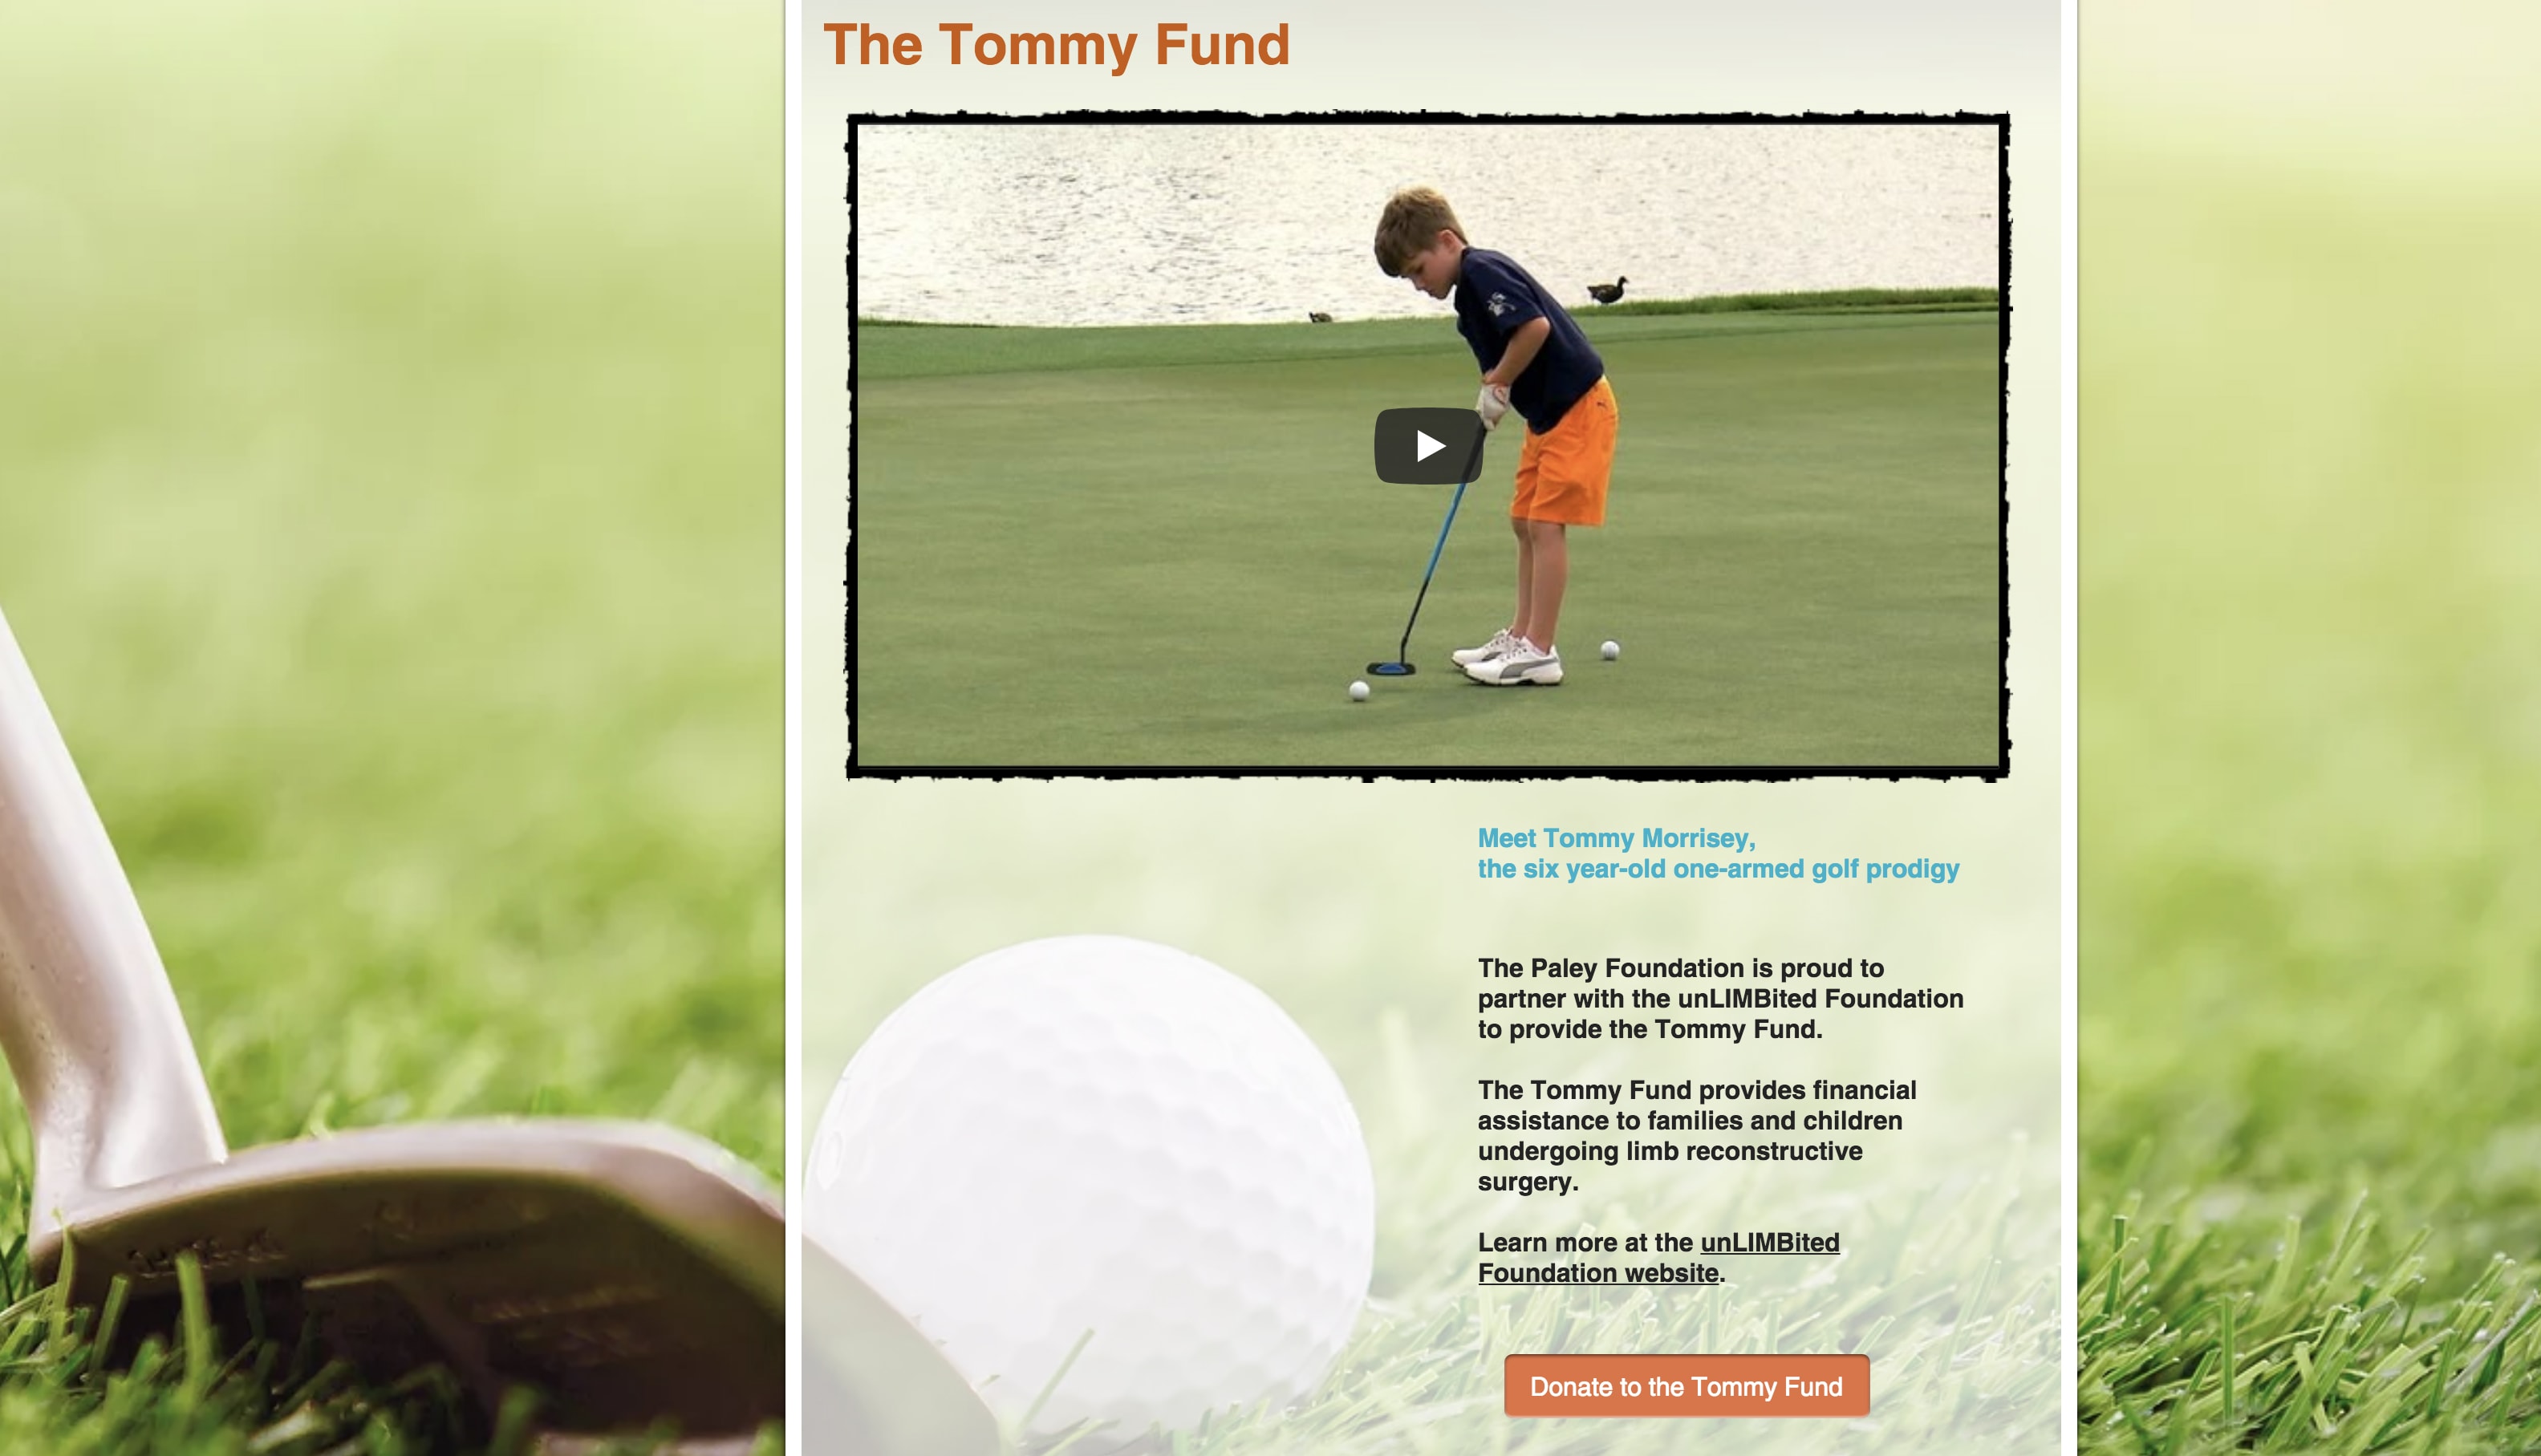 The Tommy Fund
Meet Tommy Morrisey,
the six year-old one-armed golf prodigy
The Paley Foundation is proud to
partner with the unLIMBited Foundation
to provide the Tommy Fund.
The Tommy Fund provides financial
assistance to families and children
undergoing limb reconstructive
surgery.
Learn more at the unLIMBited
Foundation website.
Donate to the Tommy Fund